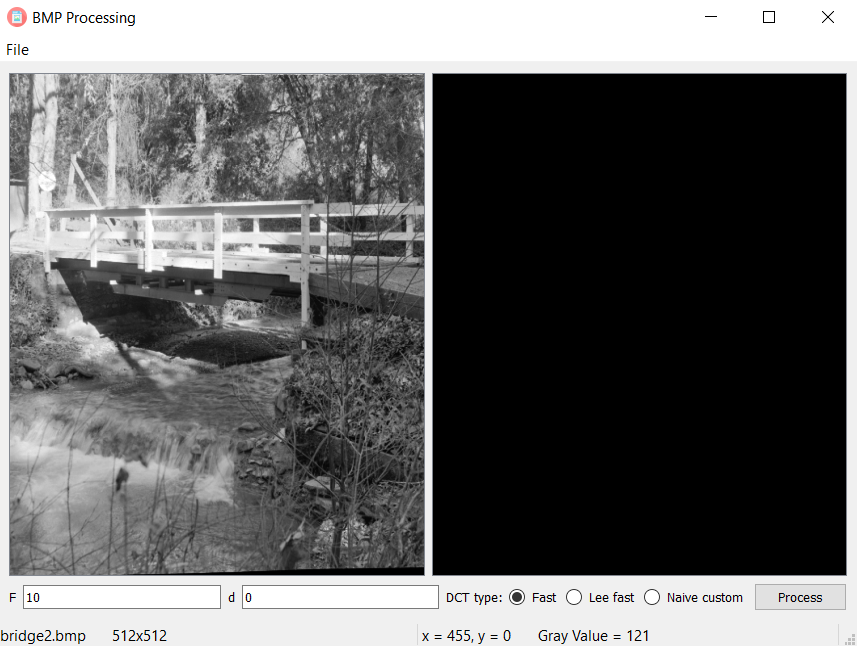 BMP Processing
File
F 10 d 0 DCT type: Fast Lee fast Naive custom Process
bridge2.bmp 512x512 x = 455, y = 0 Gray Value = 121